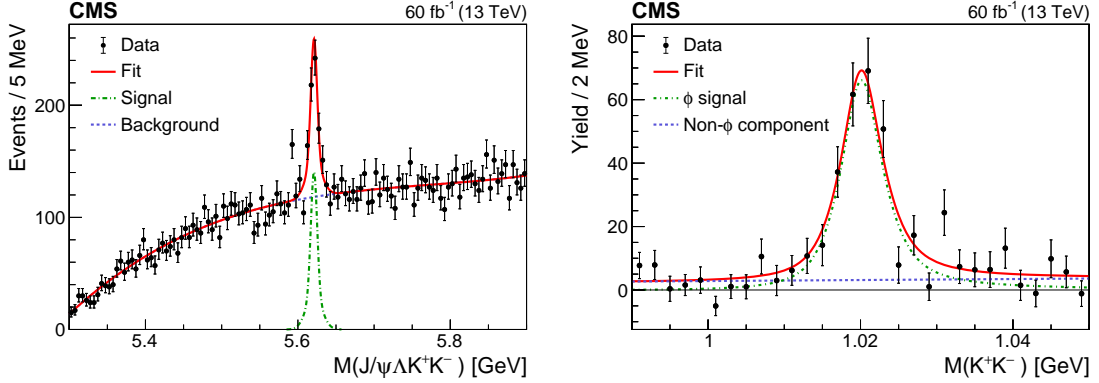 CMS
60 fb⁻¹ (13 TeV)
Events / 5 MeV
Data
Fit
Signal
Background
0
100
200
5.4
5.6
5.8
M(J/ψΛK⁺K⁻) [GeV]
CMS
60 fb⁻¹ (13 TeV)
Yield / 2 MeV
Data
Fit
ϕ signal
Non-ϕ component
80
60
40
20
0
1
1.02
1.04
M(K⁺K⁻) [GeV]